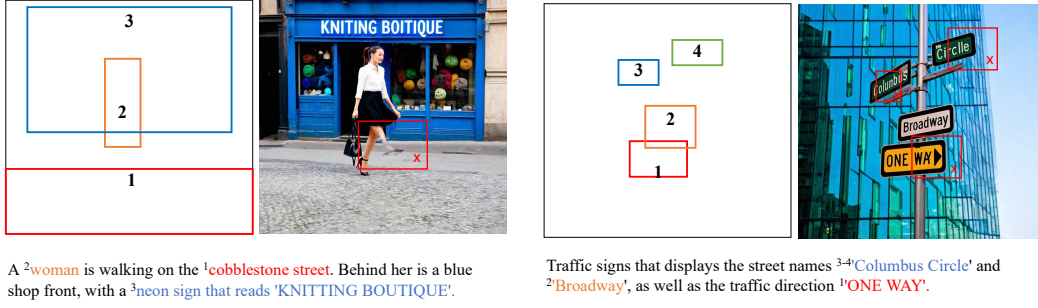 3
2
1
KNITING BOITIQUE
X
A ²woman is walking on the ¹cobblestone street. Behind her is a blue
shop front, with a ³neon sign that reads 'KNITTING BOUTIQUE'.
4
3
2
1
Circlle
X
Columbus
Broadway
ONE WAY
X
Traffic signs that displays the street names ³⁻⁴'Columbus Circle' and
²'Broadway', as well as the traffic direction ¹'ONE WAY'.